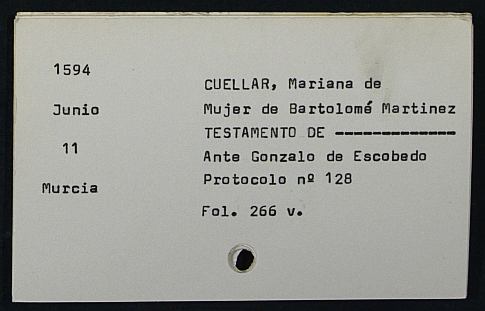 1594
Junio
11
Murcia
CUELLAR, Mariana de
Mujer de Bartolomé Martinez
TESTAMENTO DE -------------
Ante Gonzalo de Escobedo
Protocolo nº 128
Fol. 266 v.